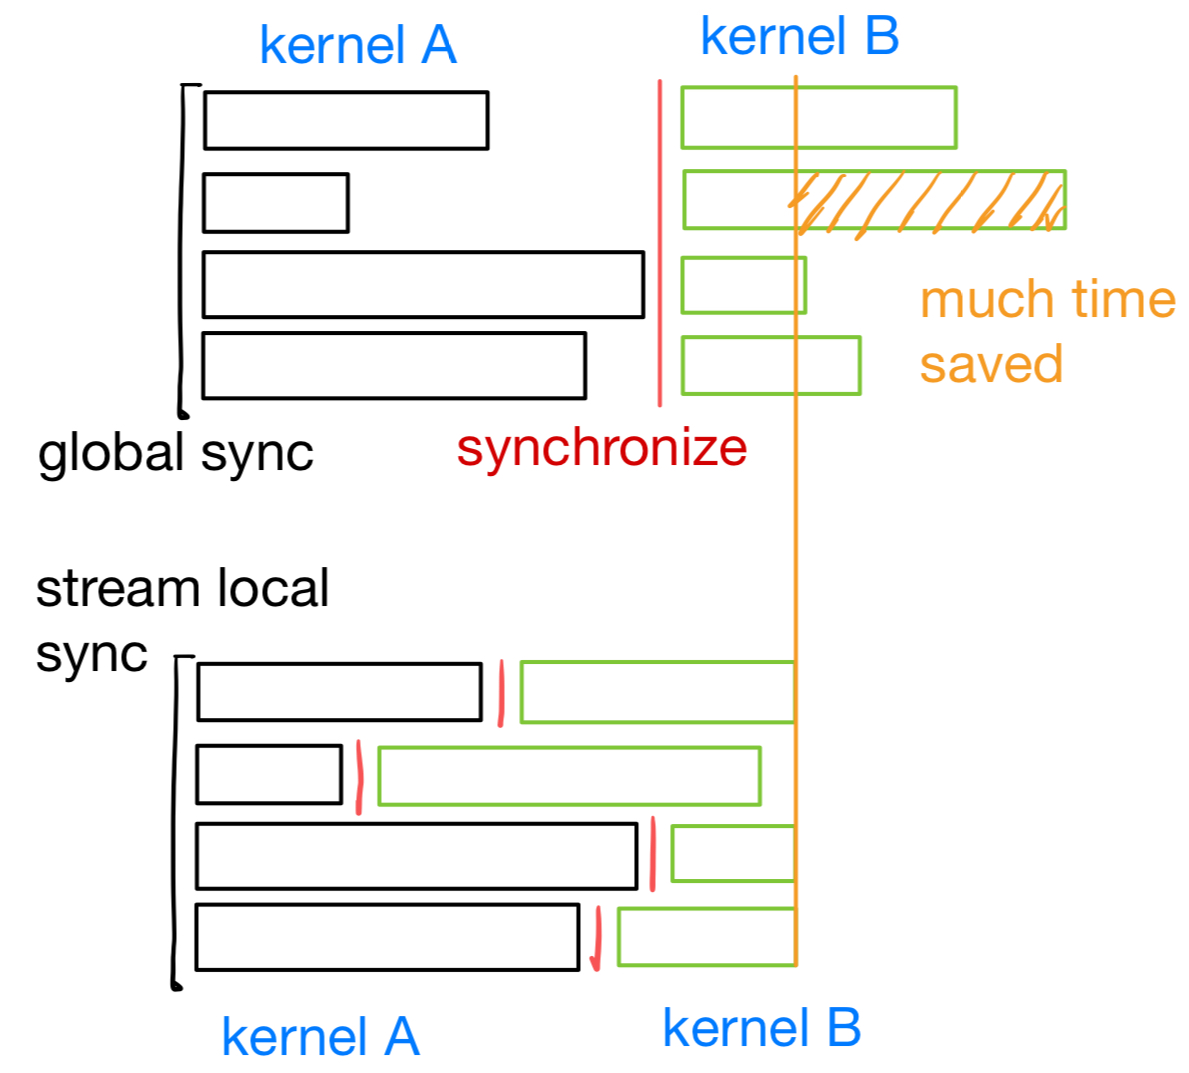 kernel A
kernel B
much time
saved
global sync
synchronize
stream local
sync
kernel A
kernel B